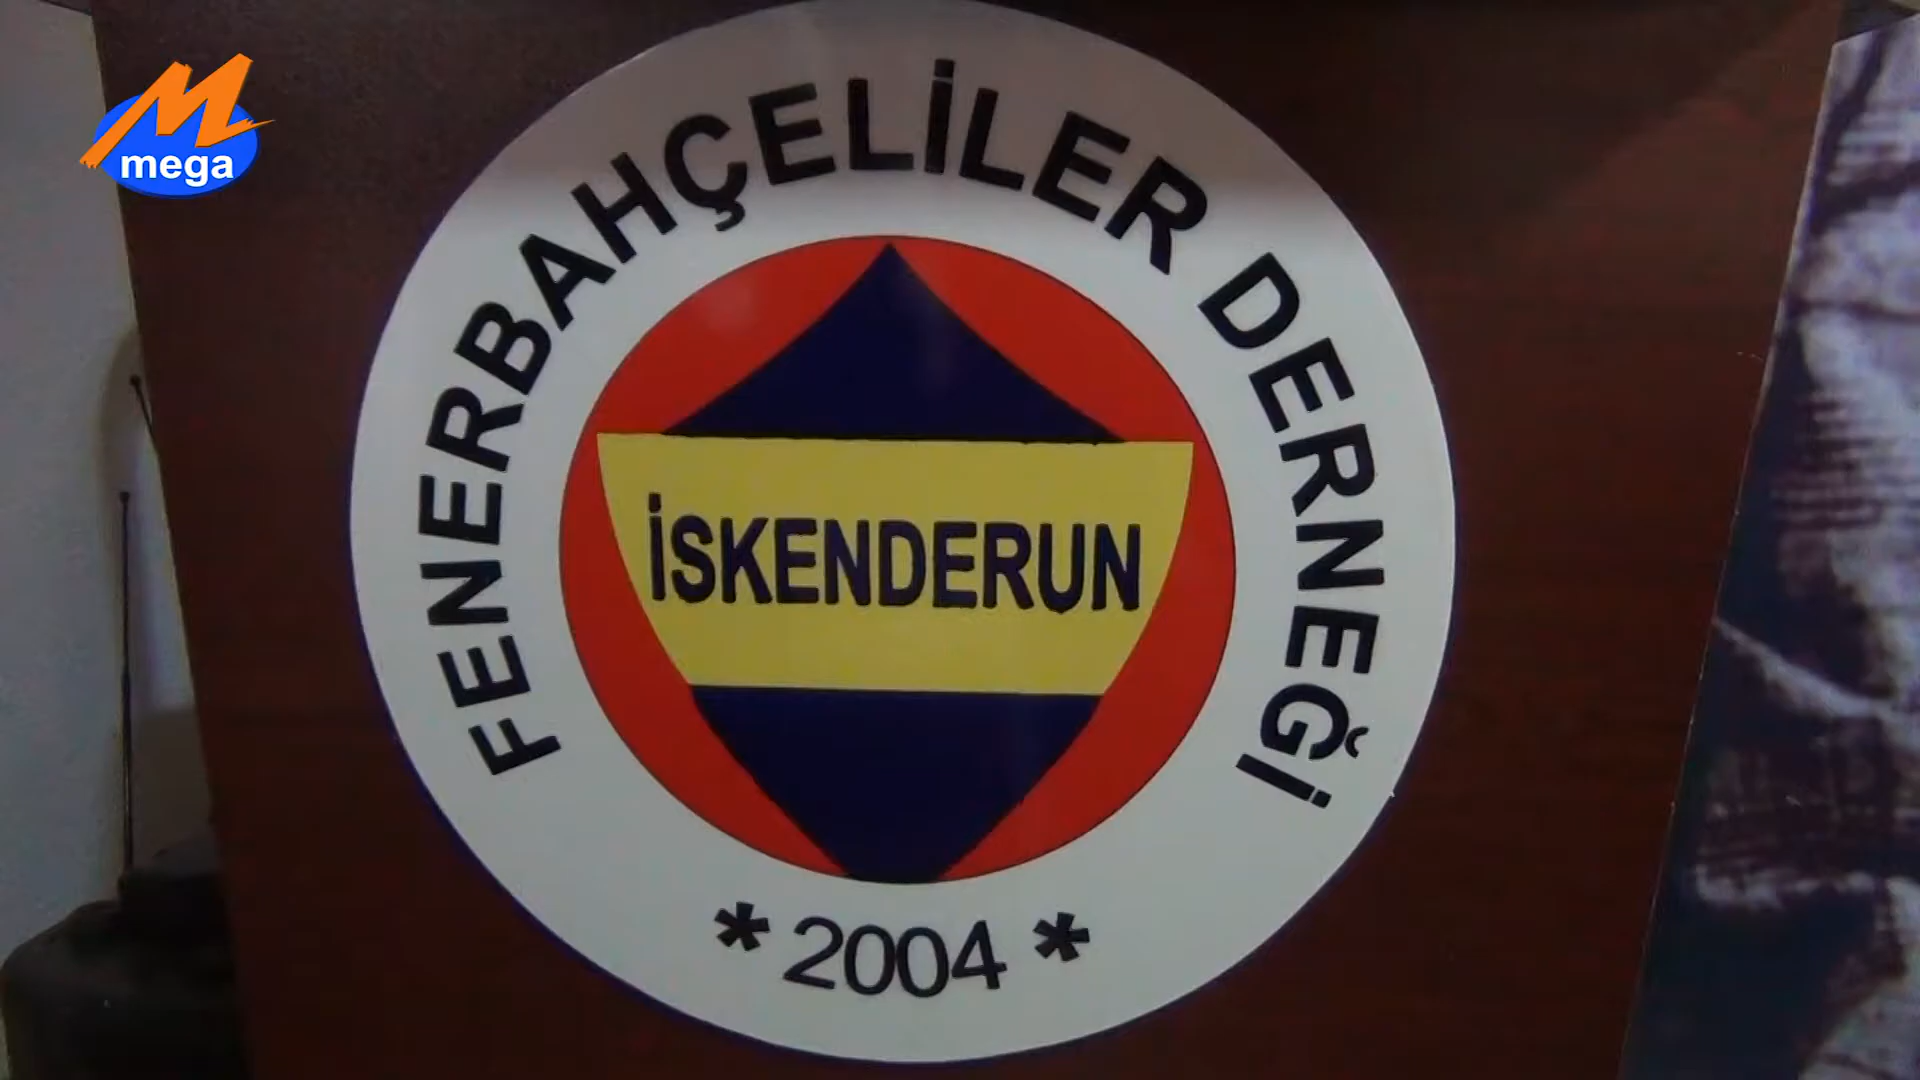 mega
FENERBAHÇELİLER DERNEĞİ
İSKENDERUN
* 2004 *